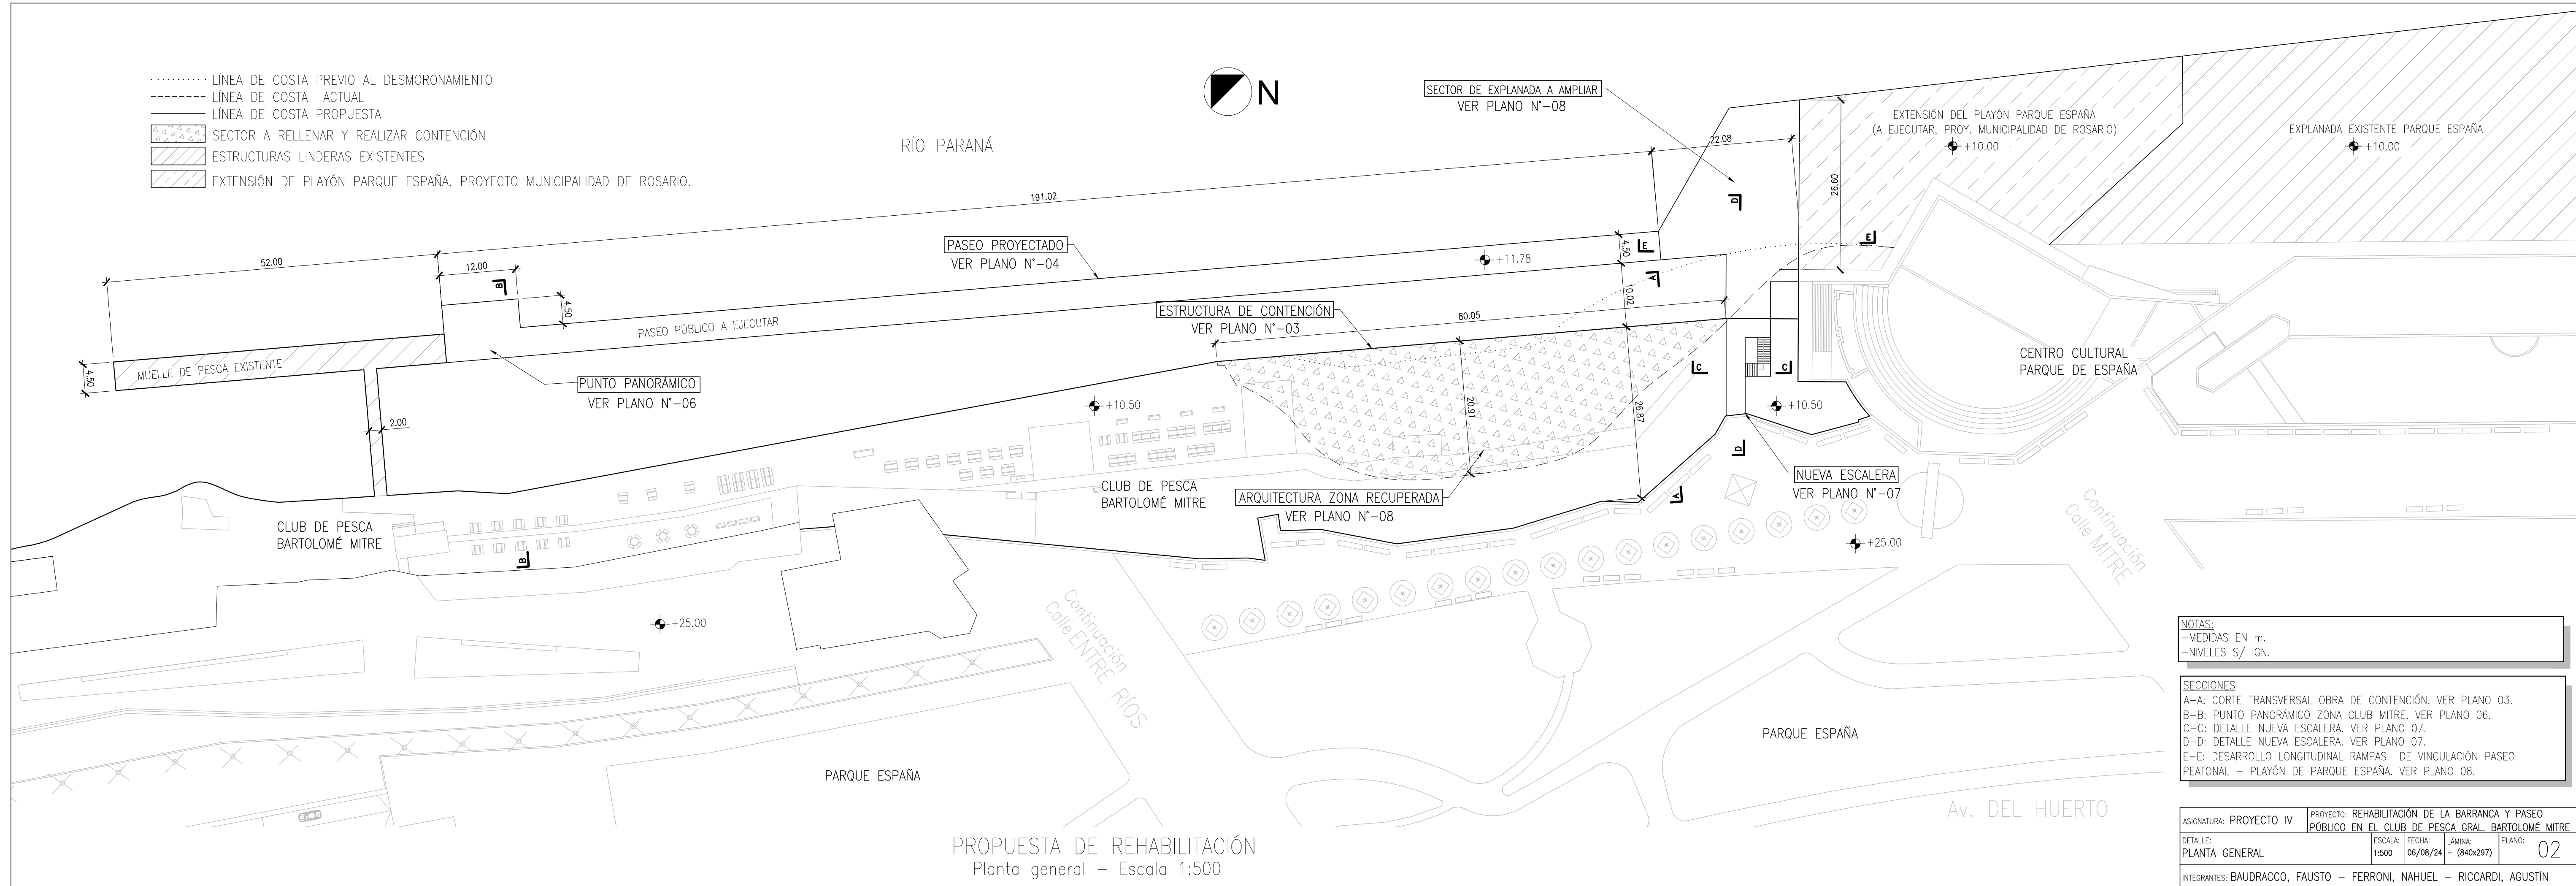 LÍNEA DE COSTA PREVIO AL DESMORONAMIENTO
LÍNEA DE COSTA ACTUAL
LÍNEA DE COSTA PROPUESTA
SECTOR A RELLENAR Y REALIZAR CONTENCIÓN
ESTRUCTURAS LINDERAS EXISTENTES
EXTENSIÓN DE PLAYÓN PARQUE ESPAÑA. PROYECTO MUNICIPALIDAD DE ROSARIO.
N
RÍO PARANÁ
SECTOR DE EXPLANADA A AMPLIAR
VER PLANO N°-08
EXTENSIÓN DEL PLAYÓN PARQUE ESPAÑA
(A EJECUTAR, PROY. MUNICIPALIDAD DE ROSARIO)
+10.00
EXPLANADA EXISTENTE PARQUE ESPAÑA
+10.00
22.08
26.60
191.02
52.00
12.00
4.50
4.50
4.50
2.00
B
PASEO PROYECTADO
VER PLANO N°-04
+11.78
D
E
E
A
10.02
PASEO PÚBLICO A EJECUTAR
MUELLE DE PESCA EXISTENTE
ESTRUCTURA DE CONTENCIÓN
VER PLANO N°-03
80.05
PUNTO PANORÁMICO
VER PLANO N°-06
+10.50
20.91
26.87
C
C
+10.50
CENTRO CULTURAL
PARQUE DE ESPAÑA
D
NUEVA ESCALERA
VER PLANO N°-07
A
CLUB DE PESCA
BARTOLOMÉ MITRE
ARQUITECTURA ZONA RECUPERADA
VER PLANO N°-08
CLUB DE PESCA
BARTOLOMÉ MITRE
B
+25.00
+25.00
Continuación
Calle MITRE
Continuación
Calle ENTRE RÍOS
PARQUE ESPAÑA
PARQUE ESPAÑA
Av. DEL HUERTO
PROPUESTA DE REHABILITACIÓN
Planta general – Escala 1:500
NOTAS:
-MEDIDAS EN m.
-NIVELES S/ IGN.
SECCIONES
A-A: CORTE TRANSVERSAL OBRA DE CONTENCIÓN. VER PLANO 03.
B-B: PUNTO PANORÁMICO ZONA CLUB MITRE. VER PLANO 06.
C-C: DETALLE NUEVA ESCALERA. VER PLANO 07.
D-D: DETALLE NUEVA ESCALERA. VER PLANO 07.
E-E: DESARROLLO LONGITUDINAL RAMPAS DE VINCULACIÓN PASEO
PEATONAL – PLAYÓN DE PARQUE ESPAÑA. VER PLANO 08.
ASIGNATURA: PROYECTO IV
PROYECTO: REHABILITACIÓN DE LA BARRANCA Y PASEO
PÚBLICO EN EL CLUB DE PESCA GRAL. BARTOLOMÉ MITRE
DETALLE:
PLANTA GENERAL
ESCALA:
1:500
FECHA:
06/08/24
LÁMINA:
- (840x297)
PLANO:
02
INTEGRANTES: BAUDRACCO, FAUSTO – FERRONI, NAHUEL – RICCARDI, AGUSTÍN